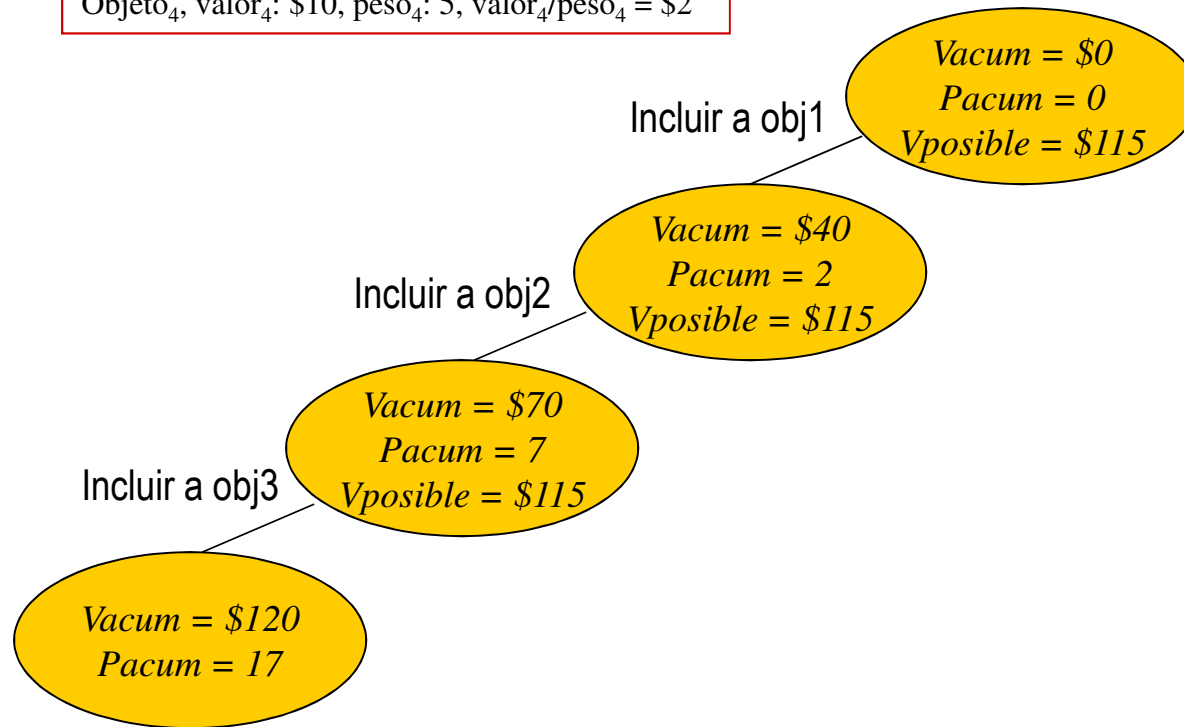 Objeto₄, valor₄: $10, peso₄: 5, valor₄/peso₄ = $2
Vacum = $0
Pacum = 0
Vposible = $115
Incluir a obj1
Vacum = $40
Pacum = 2
Vposible = $115
Incluir a obj2
Vacum = $70
Pacum = 7
Vposible = $115
Incluir a obj3
Vacum = $120
Pacum = 17